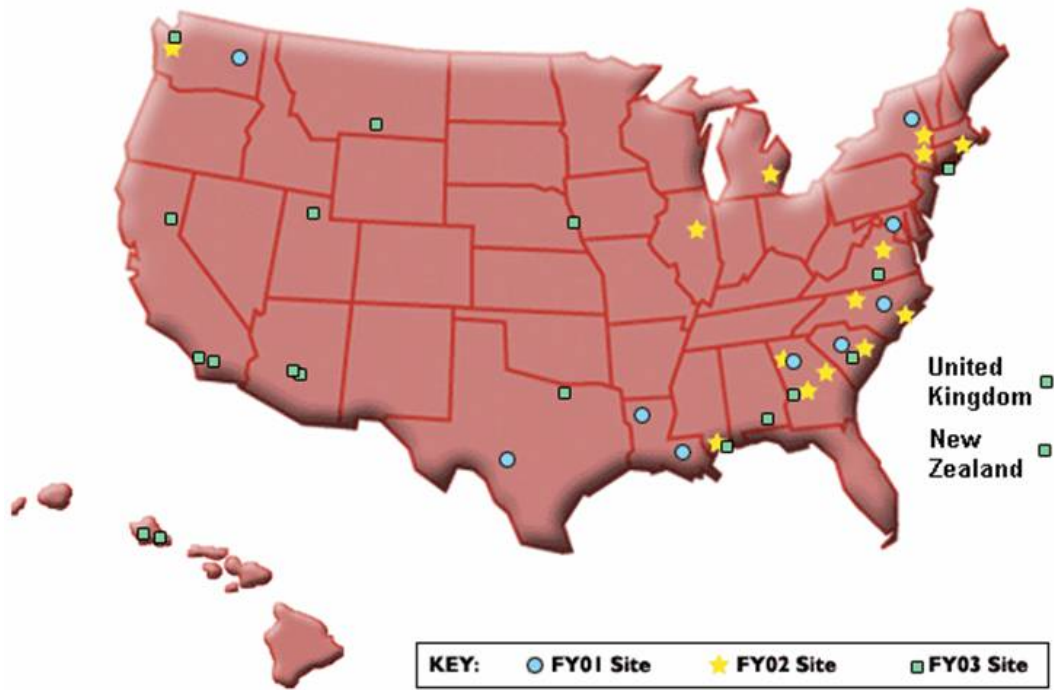 United
Kingdom
New
Zealand
KEY: FY01 Site FY02 Site FY03 Site